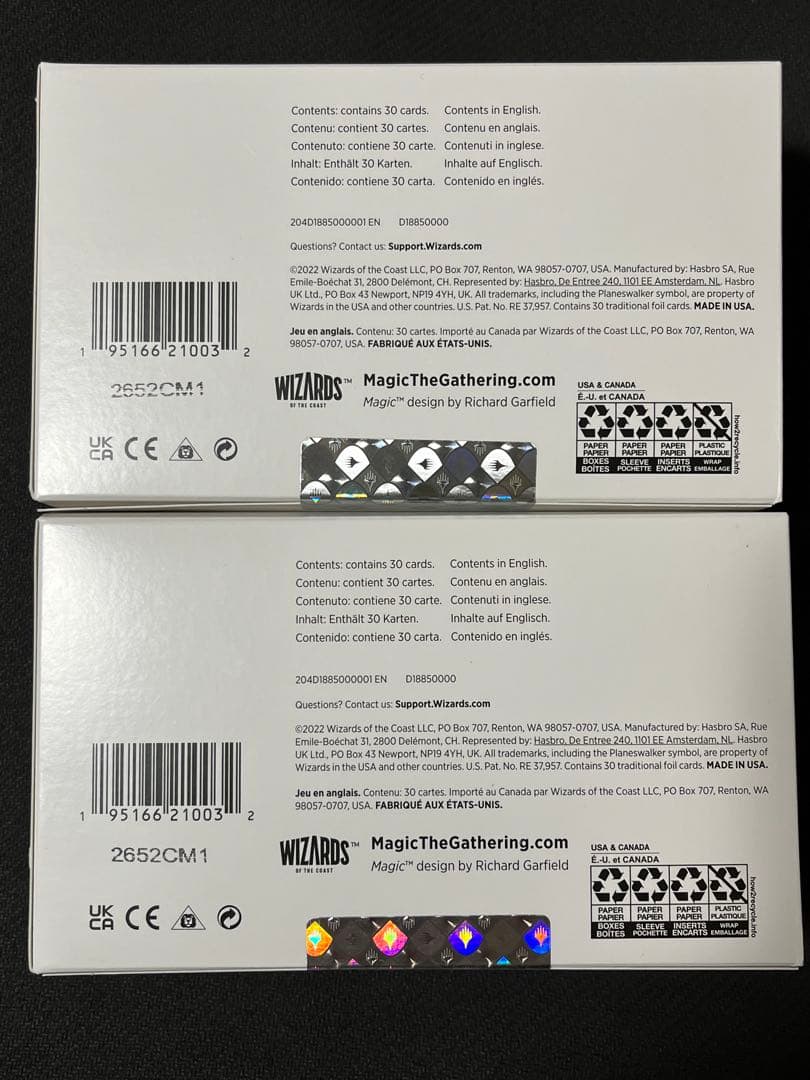 Contents: contains 30 cards. Contents in English.
Contenu: contient 30 cartes. Contenu en anglais.
Contenuto: contiene 30 carte. Contenuti in inglese.
Inhalt: Enthält 30 Karten. Inhalte auf Englisch.
Contenido: contiene 30 carta. Contenido en inglés.
204D1885000001 EN D18850000
Questions? Contact us: Support.Wizards.com
©2022 Wizards of the Coast LLC, PO Box 707, Renton, WA 98057-0707, USA. Manufactured by: Hasbro SA, Rue
Emile-Boéchat 31, 2800 Delémont, CH. Represented by: Hasbro, De Entree 240, 1101 EE Amsterdam, NL. Hasbro
UK Ltd., PO Box 43 Newport, NP19 4YH, UK. All trademarks, including the Planeswalker symbol, are property of
Wizards in the USA and other countries. U.S. Pat. No. RE 37,957. Contains 30 traditional foil cards. MADE IN USA.
Jeu en anglais. Contenu: 30 cartes. Importé au Canada par Wizards of the Coast LLC, PO Box 707, Renton, WA
98057-0707, USA. FABRIQUÉ AUX ÉTATS-UNIS.
1 95166 21003 2
2652CM1
WIZARDS™
OF THE COAST
MagicTheGathering.com
Magic™ design by Richard Garfield
UK
CA CE
USA & CANADA
É.-U. et CANADA
PAPER PAPER PAPER PLASTIC
PAPIER PAPIER PAPIER PLASTIQUE
BOXES SLEEVE INSERTS WRAP
BOÎTES POCHETTE ENCARTS EMBALLAGE
how2recycle.info
Contents: contains 30 cards. Contents in English.
Contenu: contient 30 cartes. Contenu en anglais.
Contenuto: contiene 30 carte. Contenuti in inglese.
Inhalt: Enthält 30 Karten. Inhalte auf Englisch.
Contenido: contiene 30 carta. Contenido en inglés.
204D1885000001 EN D18850000
Questions? Contact us: Support.Wizards.com
©2022 Wizards of the Coast LLC, PO Box 707, Renton, WA 98057-0707, USA. Manufactured by: Hasbro SA, Rue
Emile-Boéchat 31, 2800 Delémont, CH. Represented by: Hasbro, De Entree 240, 1101 EE Amsterdam, NL. Hasbro
UK Ltd., PO Box 43 Newport, NP19 4YH, UK. All trademarks, including the Planeswalker symbol, are property of
Wizards in the USA and other countries. U.S. Pat. No. RE 37,957. Contains 30 traditional foil cards. MADE IN USA.
Jeu en anglais. Contenu: 30 cartes. Importé au Canada par Wizards of the Coast LLC, PO Box 707, Renton, WA
98057-0707, USA. FABRIQUÉ AUX ÉTATS-UNIS.
1 95166 21003 2
2652CM1
WIZARDS™
OF THE COAST
MagicTheGathering.com
Magic™ design by Richard Garfield
UK
CA CE
USA & CANADA
É.-U. et CANADA
PAPER PAPER PAPER PLASTIC
PAPIER PAPIER PAPIER PLASTIQUE
BOXES SLEEVE INSERTS WRAP
BOÎTES POCHETTE ENCARTS EMBALLAGE
how2recycle.info